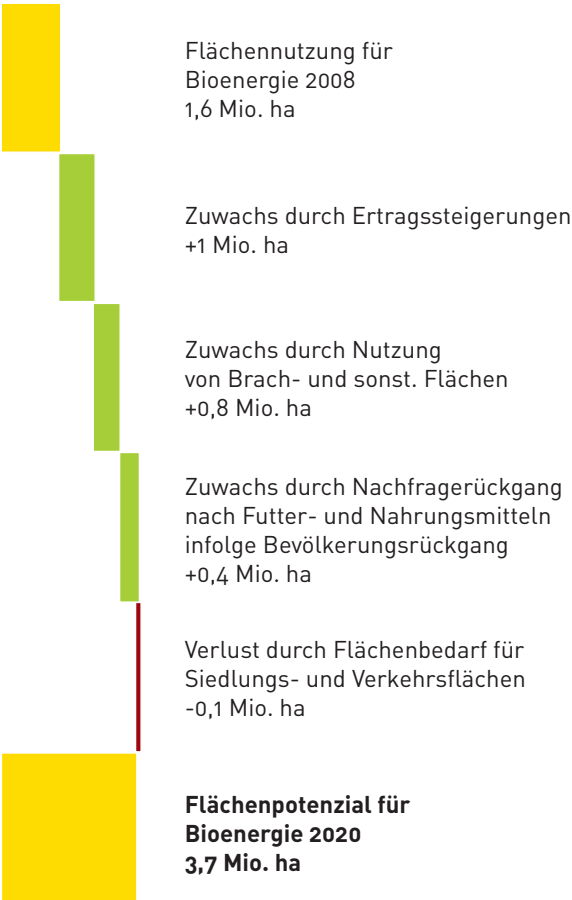 Flächennutzung für
Bioenergie 2008
1,6 Mio. ha
Zuwachs durch Ertragssteigerungen
+1 Mio. ha
Zuwachs durch Nutzung
von Brach- und sonst. Flächen
+0,8 Mio. ha
Zuwachs durch Nachfragerückgang
nach Futter- und Nahrungsmitteln
infolge Bevölkerungsrückgang
+0,4 Mio. ha
Verlust durch Flächenbedarf für
Siedlungs- und Verkehrsflächen
-0,1 Mio. ha
Flächenpotenzial für
Bioenergie 2020
3,7 Mio. ha